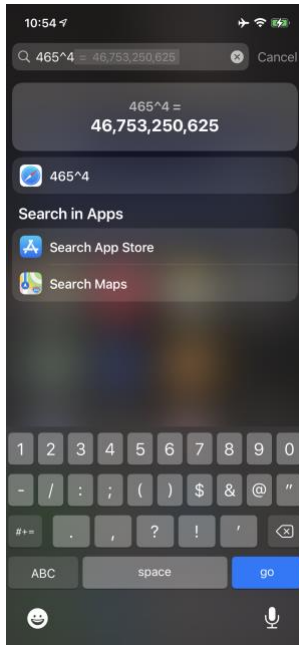 10:54
465^4 = 46,753,250,625
Cancel
465^4 =
46,753,250,625
465^4
Search in Apps
Search App Store
Search Maps
1 2 3 4 5 6 7 8 9 0
- / : ; ( ) $ & @ "
#+= . , ? ! '
ABC space go